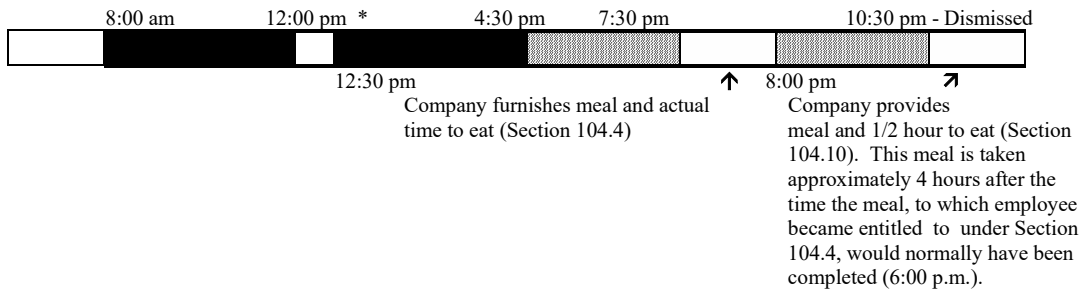 8:00 am 12:00 pm * 4:30 pm 7:30 pm 10:30 pm - Dismissed
12:30 pm 8:00 pm
Company furnishes meal and actual
time to eat (Section 104.4)
Company provides
meal and 1/2 hour to eat (Section
104.10). This meal is taken
approximately 4 hours after the
time the meal, to which employee
became entitled to under Section
104.4, would normally have been
completed (6:00 p.m.).